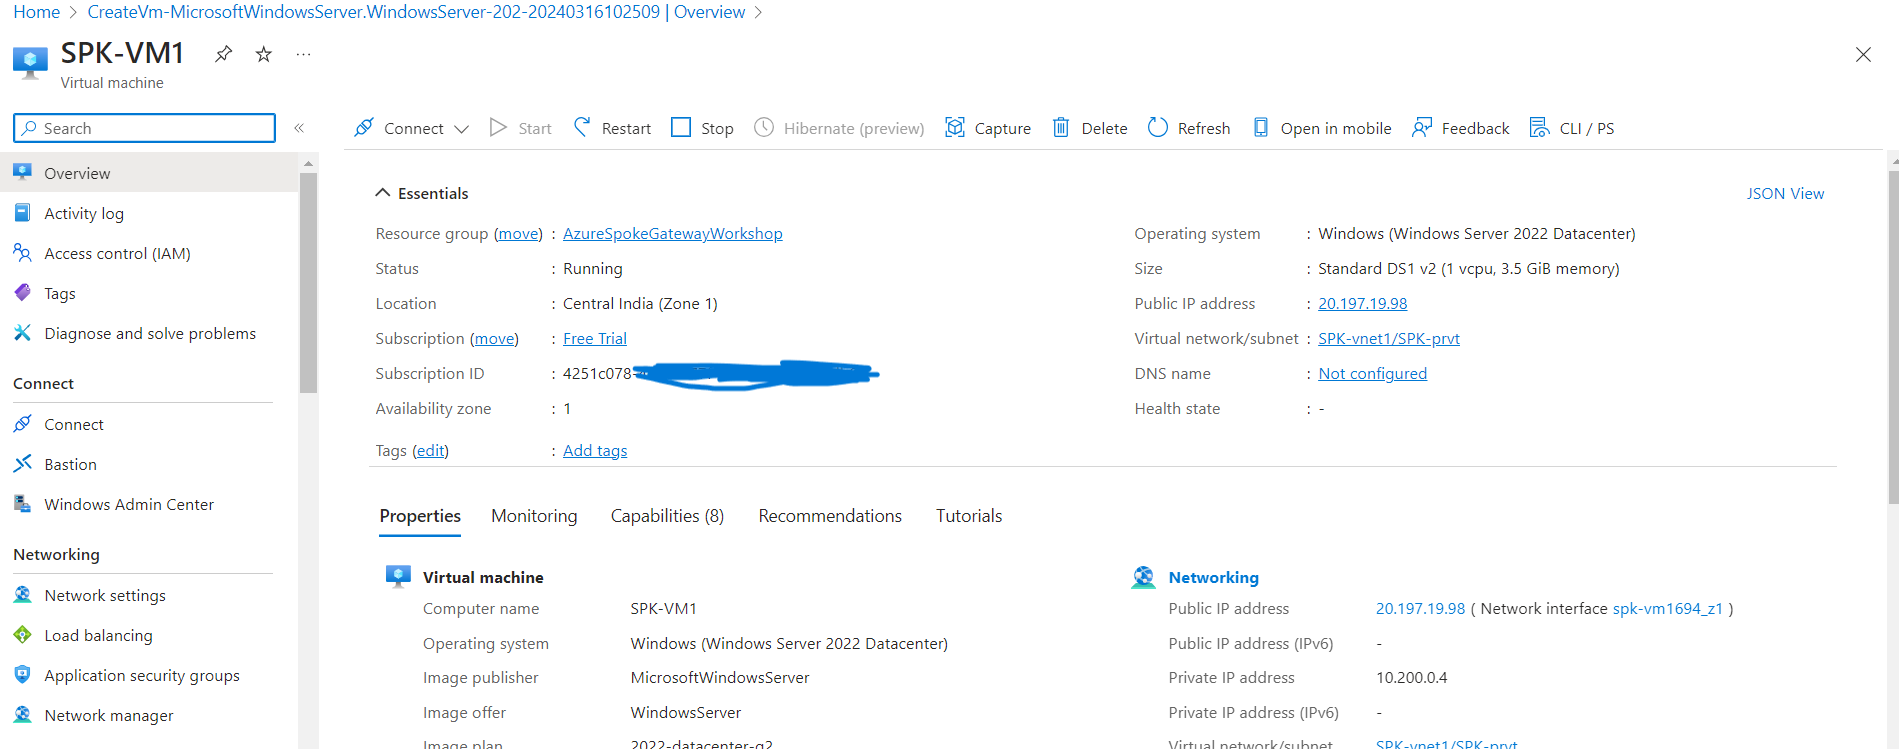 Home > CreateVm-MicrosoftWindowsServer.WindowsServer-202-20240316102509 | Overview >
SPK-VM1
Virtual machine
Search
Connect Start Restart Stop Hibernate (preview) Capture Delete Refresh Open in mobile Feedback CLI / PS
Overview
Activity log
Access control (IAM)
Tags
Diagnose and solve problems
Connect
Connect
Bastion
Windows Admin Center
Networking
Network settings
Load balancing
Application security groups
Network manager
Essentials
JSON View
Resource group (move) : AzureSpokeGatewayWorkshop
Status : Running
Location : Central India (Zone 1)
Subscription (move) : Free Trial
Subscription ID : 4251c078-
Availability zone : 1
Tags (edit) : Add tags
Operating system : Windows (Windows Server 2022 Datacenter)
Size : Standard DS1 v2 (1 vcpu, 3.5 GiB memory)
Public IP address : 20.197.19.98
Virtual network/subnet : SPK-vnet1/SPK-prvt
DNS name : Not configured
Health state : -
Properties Monitoring Capabilities (8) Recommendations Tutorials
Virtual machine
Computer name SPK-VM1
Operating system Windows (Windows Server 2022 Datacenter)
Image publisher MicrosoftWindowsServer
Image offer WindowsServer
Image plan 2022-datacenter-g2
Networking
Public IP address 20.197.19.98 ( Network interface spk-vm1694_z1 )
Public IP address (IPv6) -
Private IP address 10.200.0.4
Private IP address (IPv6) -
Virtual network/subnet SPK-vnet1/SPK-prvt